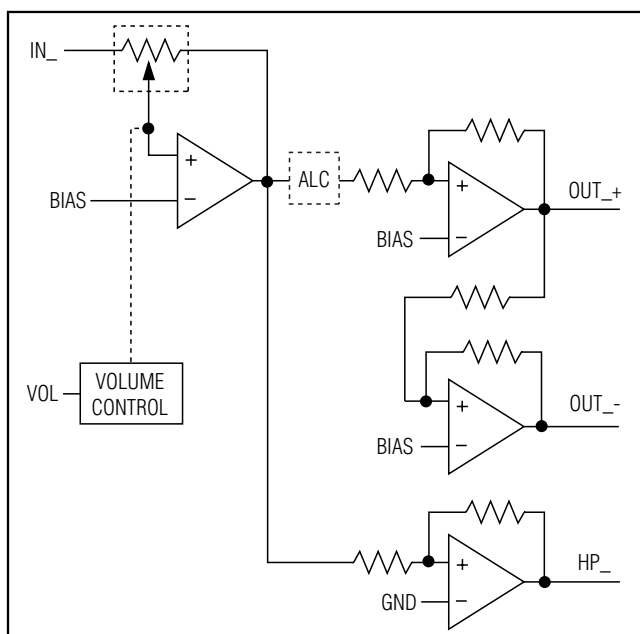 IN_
+
−
BIAS
ALC
+
−
BIAS
OUT_+
VOL
VOLUME
CONTROL
+
−
BIAS
OUT_-
+
−
GND
HP_